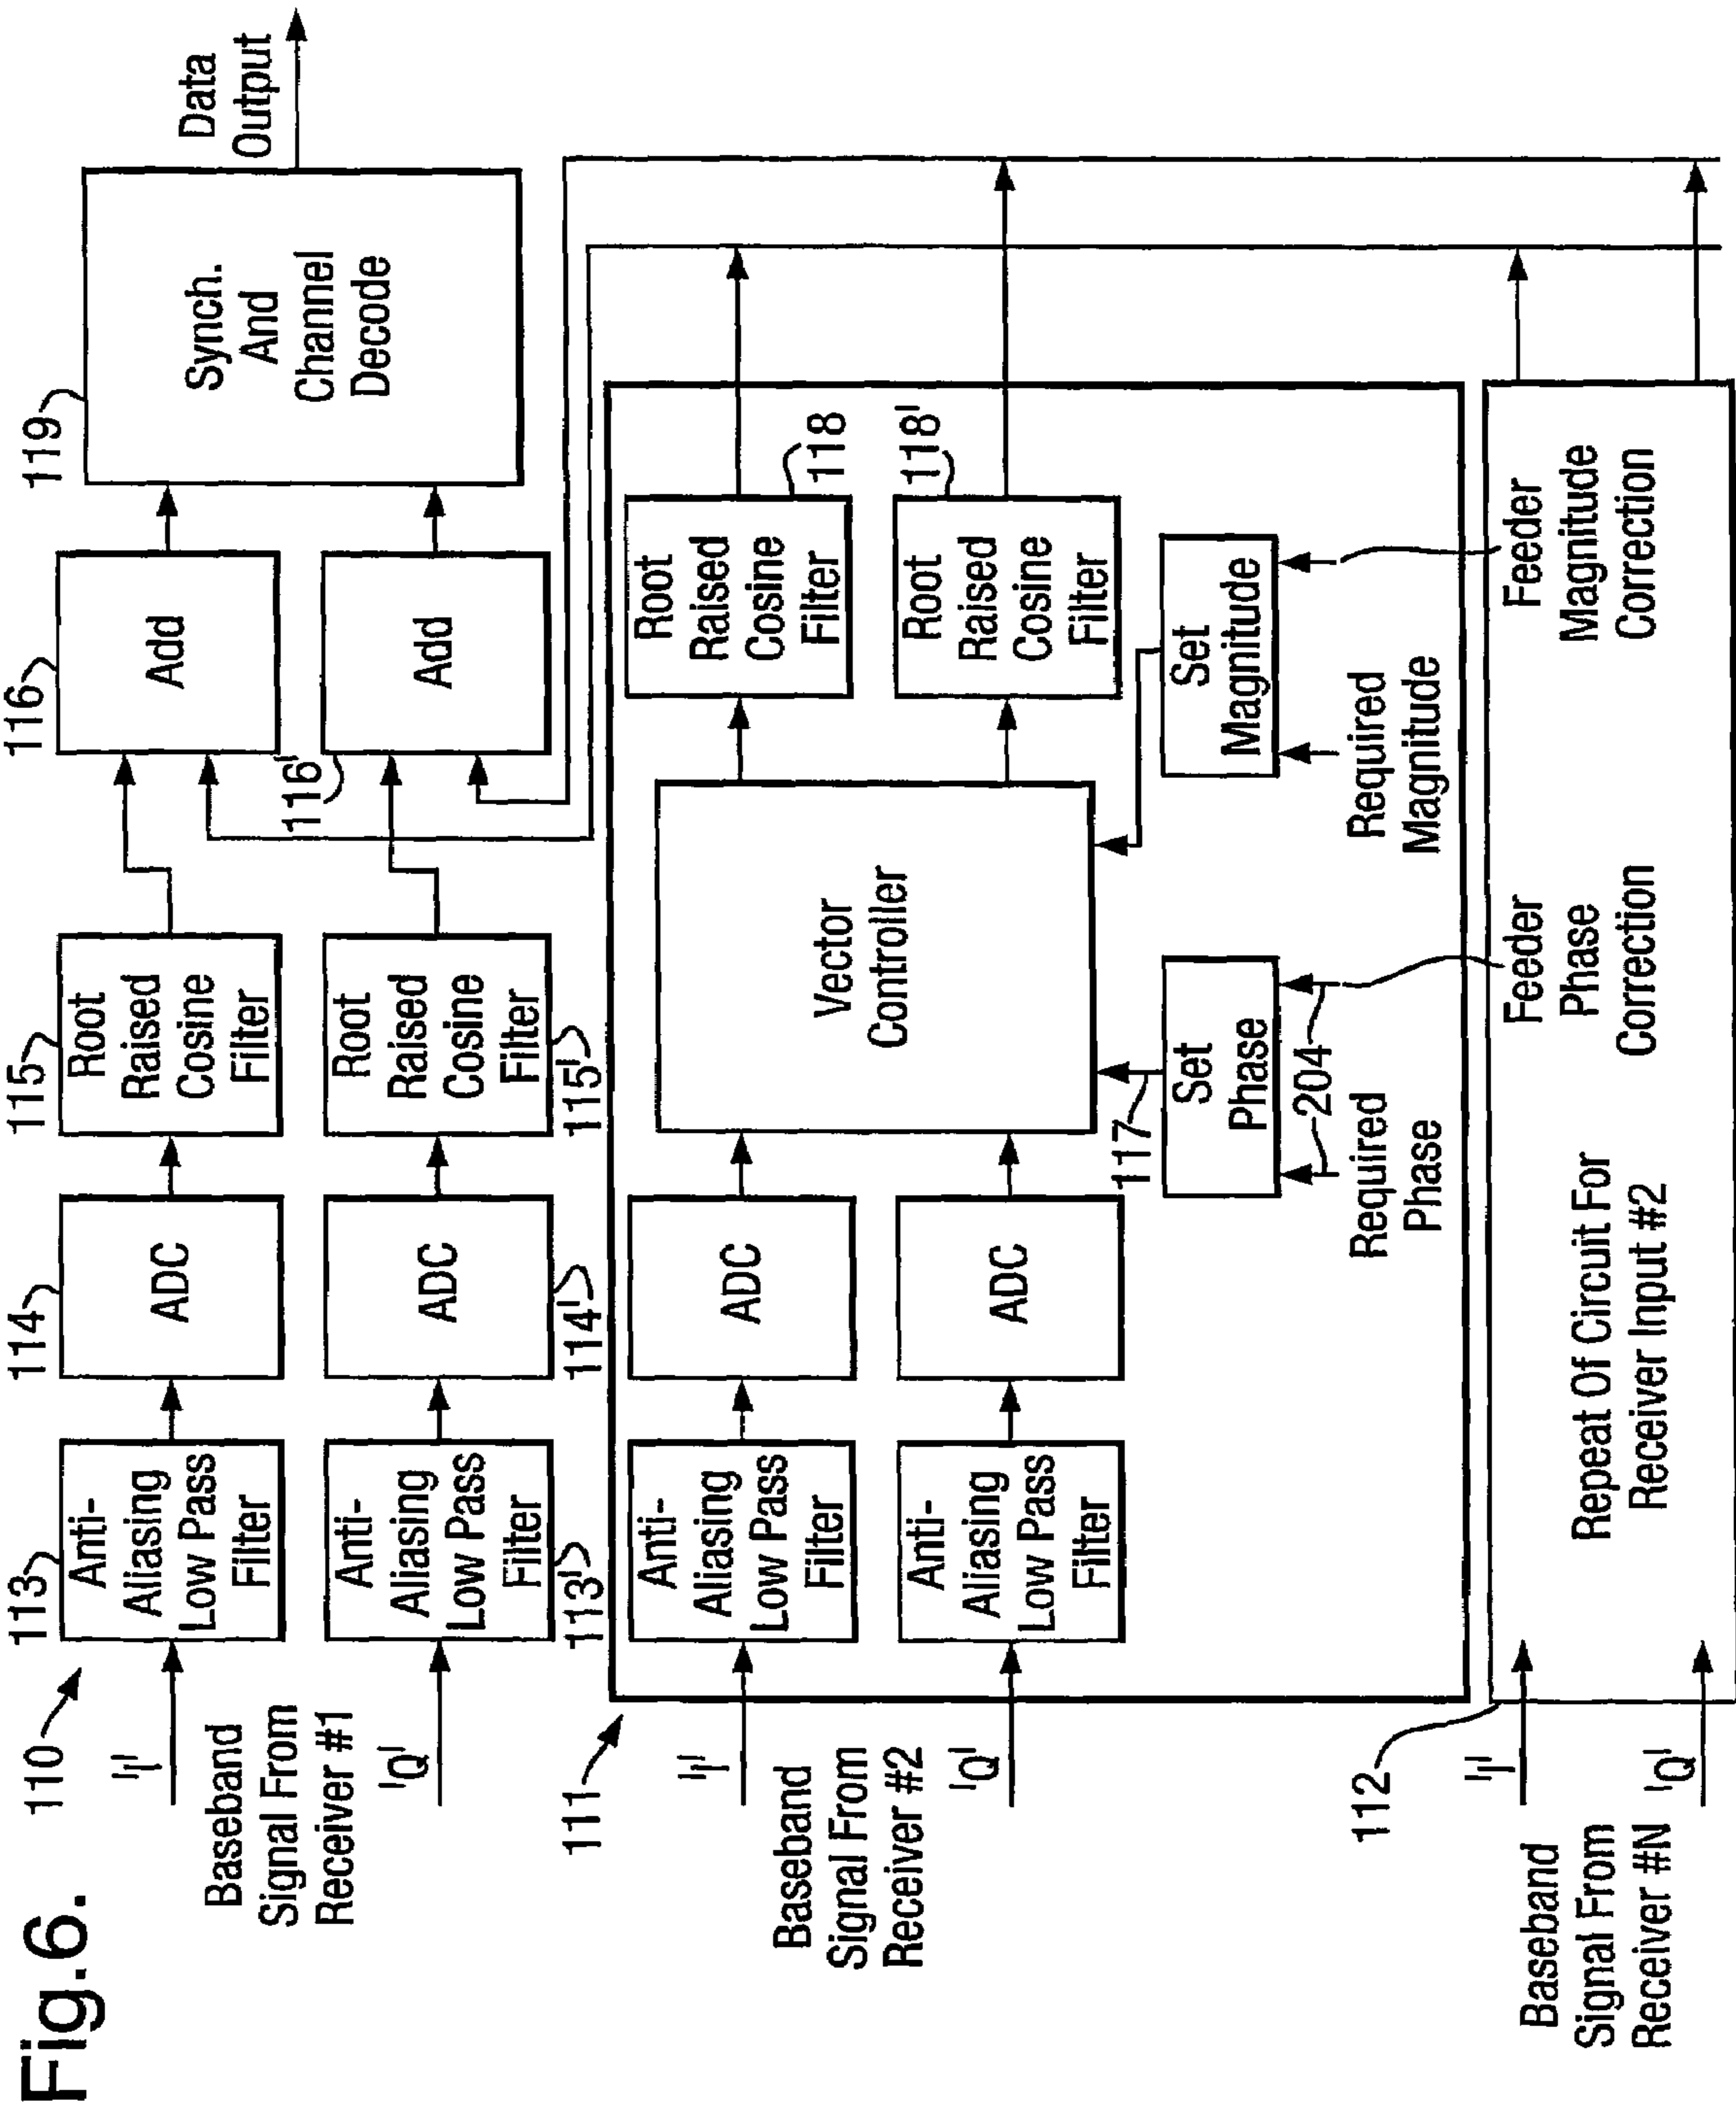 Fig.6.
110
113
114
115
116
119
'I'
Baseband
Signal From
Receiver #1
'Q'
Anti-
Aliasing
Low Pass
Filter
ADC
Root
Raised
Cosine
Filter
Add
Synch.
And
Channel
Decode
Data
Output
Anti-
Aliasing
Low Pass
Filter
113'
ADC
114'
Root
Raised
Cosine
Filter
115'
Add
116'
111
'I'
Baseband
Signal From
Receiver #2
'Q'
Anti-
Aliasing
Low Pass
Filter
ADC
Anti-
Aliasing
Low Pass
Filter
ADC
Vector
Controller
Root
Raised
Cosine
Filter
118
Root
Raised
Cosine
Filter
118'
117
Set
Phase
204
Required
Phase
Set
Magnitude
Required
Magnitude
112
'I'
Baseband
Signal From
Receiver #N
'Q'
Repeat Of Circuit For
Receiver Input #2
Feeder
Phase
Correction
Feeder
Magnitude
Correction